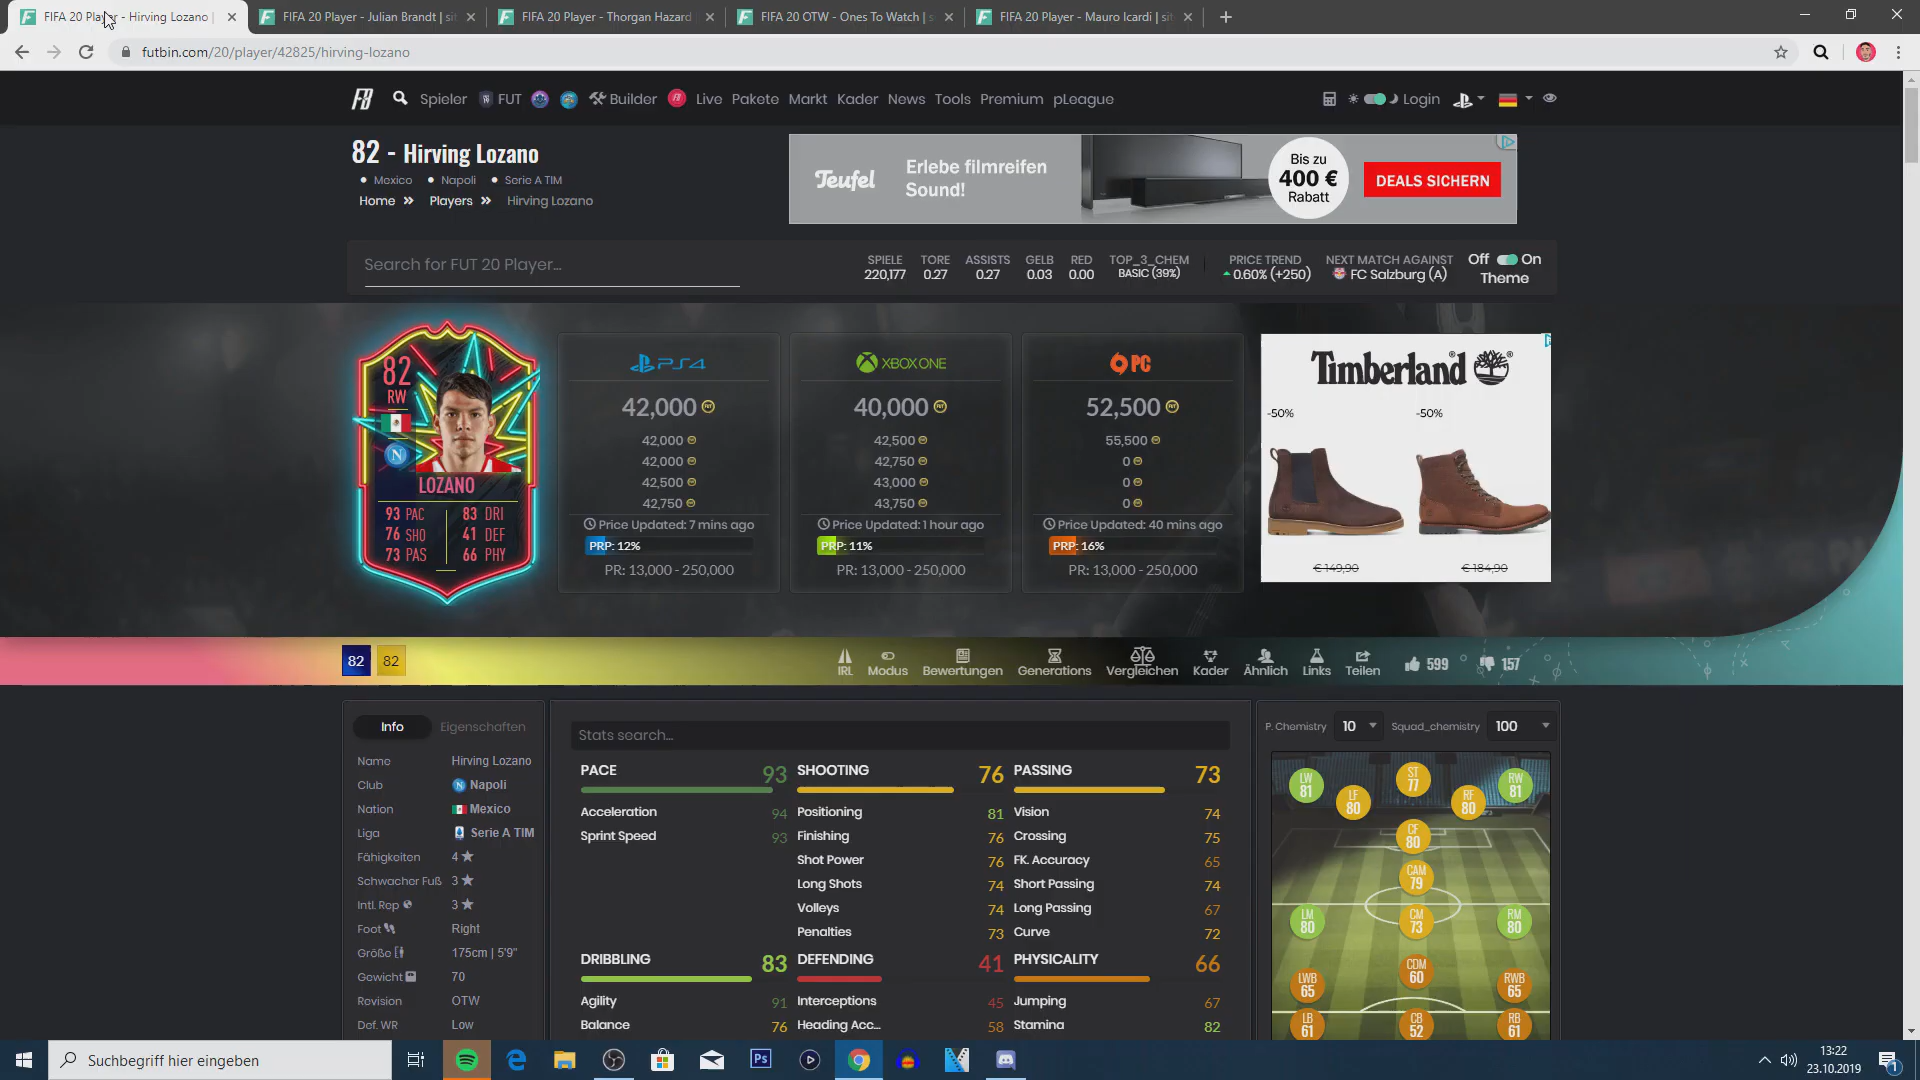 FIFA 20 Player - Hirving Lozano |
FIFA 20 Player - Julian Brandt | sit
FIFA 20 Player - Thorgan Hazard
FIFA 20 OTW - Ones To Watch | s
FIFA 20 Player - Mauro Icardi | sit
futbin.com/20/player/42825/hirving-lozano
Spieler FUT Builder Live Pakete Markt Kader News Tools Premium pLeague Login
82 - Hirving Lozano
Mexico Napoli Serie A TIM
Home » Players » Hirving Lozano
Teufel
Erlebe filmreifen
Sound!
Bis zu
400 €
Rabatt
DEALS SICHERN
Search for FUT 20 Player...
SPIELE TORE ASSISTS GELB RED TOP_3_CHEM PRICE TREND NEXT MATCH AGAINST Off On
220,177 0.27 0.27 0.03 0.00 BASIC (39%) 0.60% (+250) FC Salzburg (A) Theme
82
RW
N
LOZANO
93 PAC 83 DRI
76 SHO 41 DEF
73 PAS 66 PHY
PS4
42,000
42,000
42,000
42,500
42,750
Price Updated: 7 mins ago
PRP: 12%
PR: 13,000 - 250,000
XBOX ONE
40,000
42,500
42,750
43,000
43,750
Price Updated: 1 hour ago
PRP: 11%
PR: 13,000 - 250,000
PC
52,500
55,500
0
0
0
Price Updated: 40 mins ago
PRP: 16%
PR: 13,000 - 250,000
Timberland
-50% -50%
€ 149,90 € 184,90
82 82
IRL Modus Bewertungen Generations Vergleichen Kader Ähnlich Links Teilen 599 157
Info Eigenschaften
Name Hirving Lozano
Club Napoli
Nation Mexico
Liga Serie A TIM
Fähigkeiten 4
Schwacher Fuß 3
Intl. Rep 3
Foot Right
Größe 175cm | 5'9"
Gewicht 70
Revision OTW
Def. WR Low
Stats search...
PACE 93
Acceleration 94
Sprint Speed 93
SHOOTING 76
Positioning 81
Finishing 76
Shot Power 76
Long Shots 74
Volleys 74
Penalties 73
PASSING 73
Vision 74
Crossing 75
FK. Accuracy 65
Short Passing 74
Long Passing 67
Curve 72
DRIBBLING 83
Agility 91
Balance 76
DEFENDING 41
Interceptions 45
Heading Acc... 58
PHYSICALITY 66
Jumping 67
Stamina 82
P. Chemistry 10 Squad_chemistry 100
LW
81
ST
77
RW
81
LF
80
RF
80
CF
80
CAM
79
LM
80
CM
73
RM
80
CDM
60
LWB
65
RWB
65
LB
61
CB
52
RB
61
Suchbegriff hier eingeben
Ps
13:22
23.10.2019
1